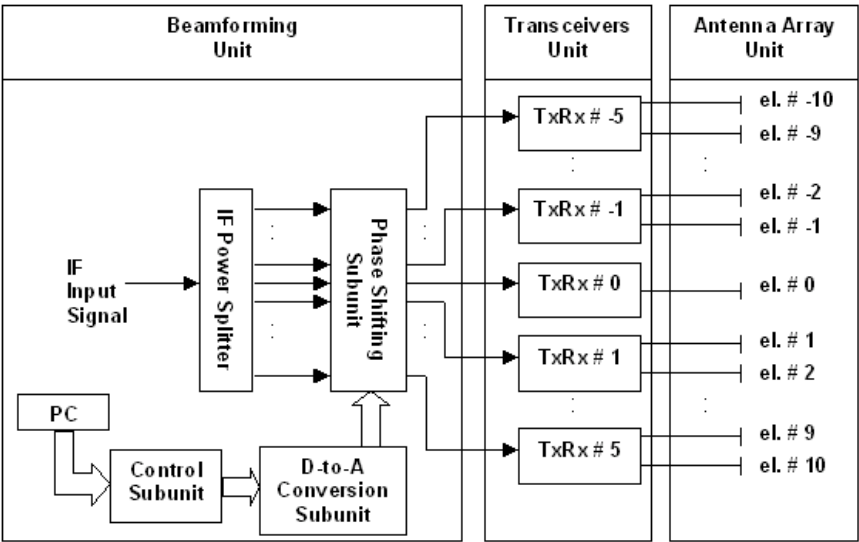 Beamforming
Unit
Transceivers
Unit
Antenna Array
Unit
IF
Input
Signal
IF Power Splitter
Phase Shifting
Subunit
PC
Control
Subunit
D-to-A
Conversion
Subunit
TxRx # -5
TxRx # -1
TxRx # 0
TxRx # 1
TxRx # 5
el. # -10
el. # -9
el. # -2
el. # -1
el. # 0
el. # 1
el. # 2
el. # 9
el. # 10